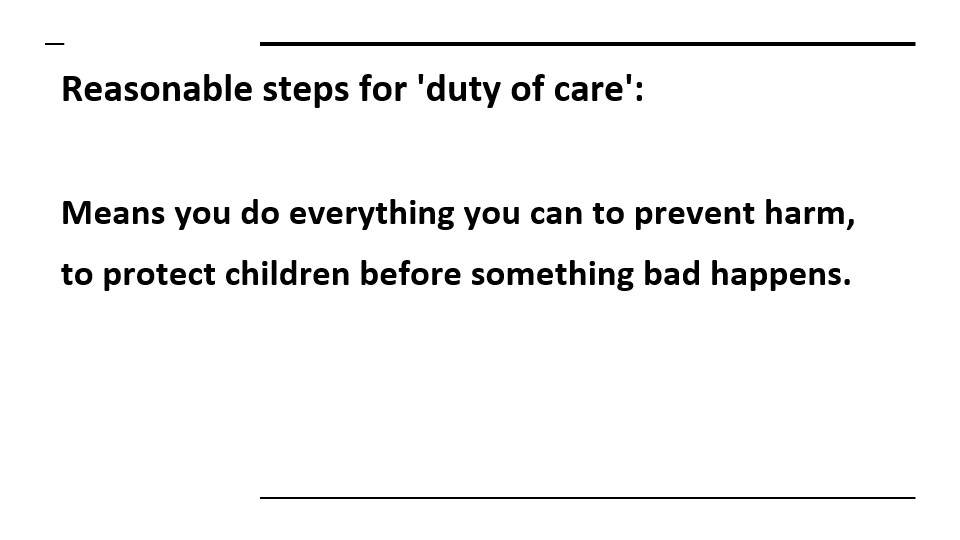 Reasonable steps for 'duty of care':
Means you do everything you can to prevent harm,
to protect children before something bad happens.